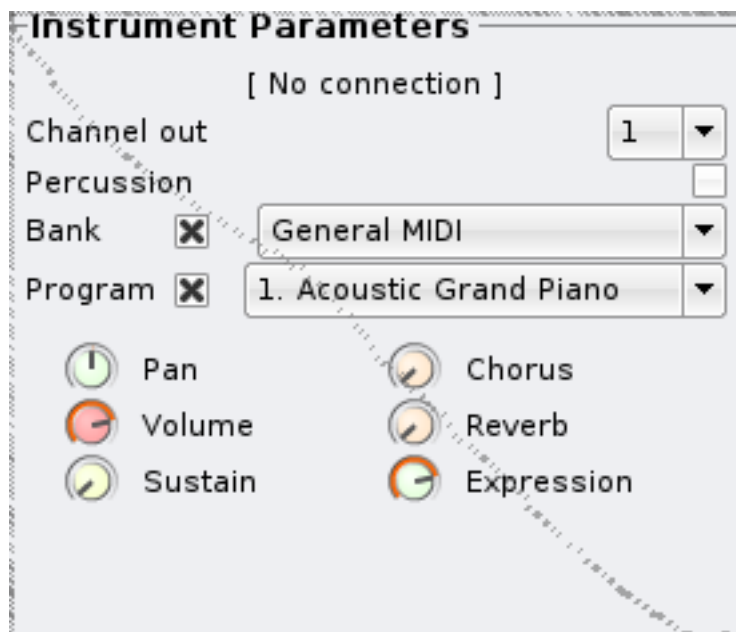 Instrument Parameters
[ No connection ]
Channel out 1
Percussion
Bank General MIDI
Program 1. Acoustic Grand Piano
Pan Chorus
Volume Reverb
Sustain Expression